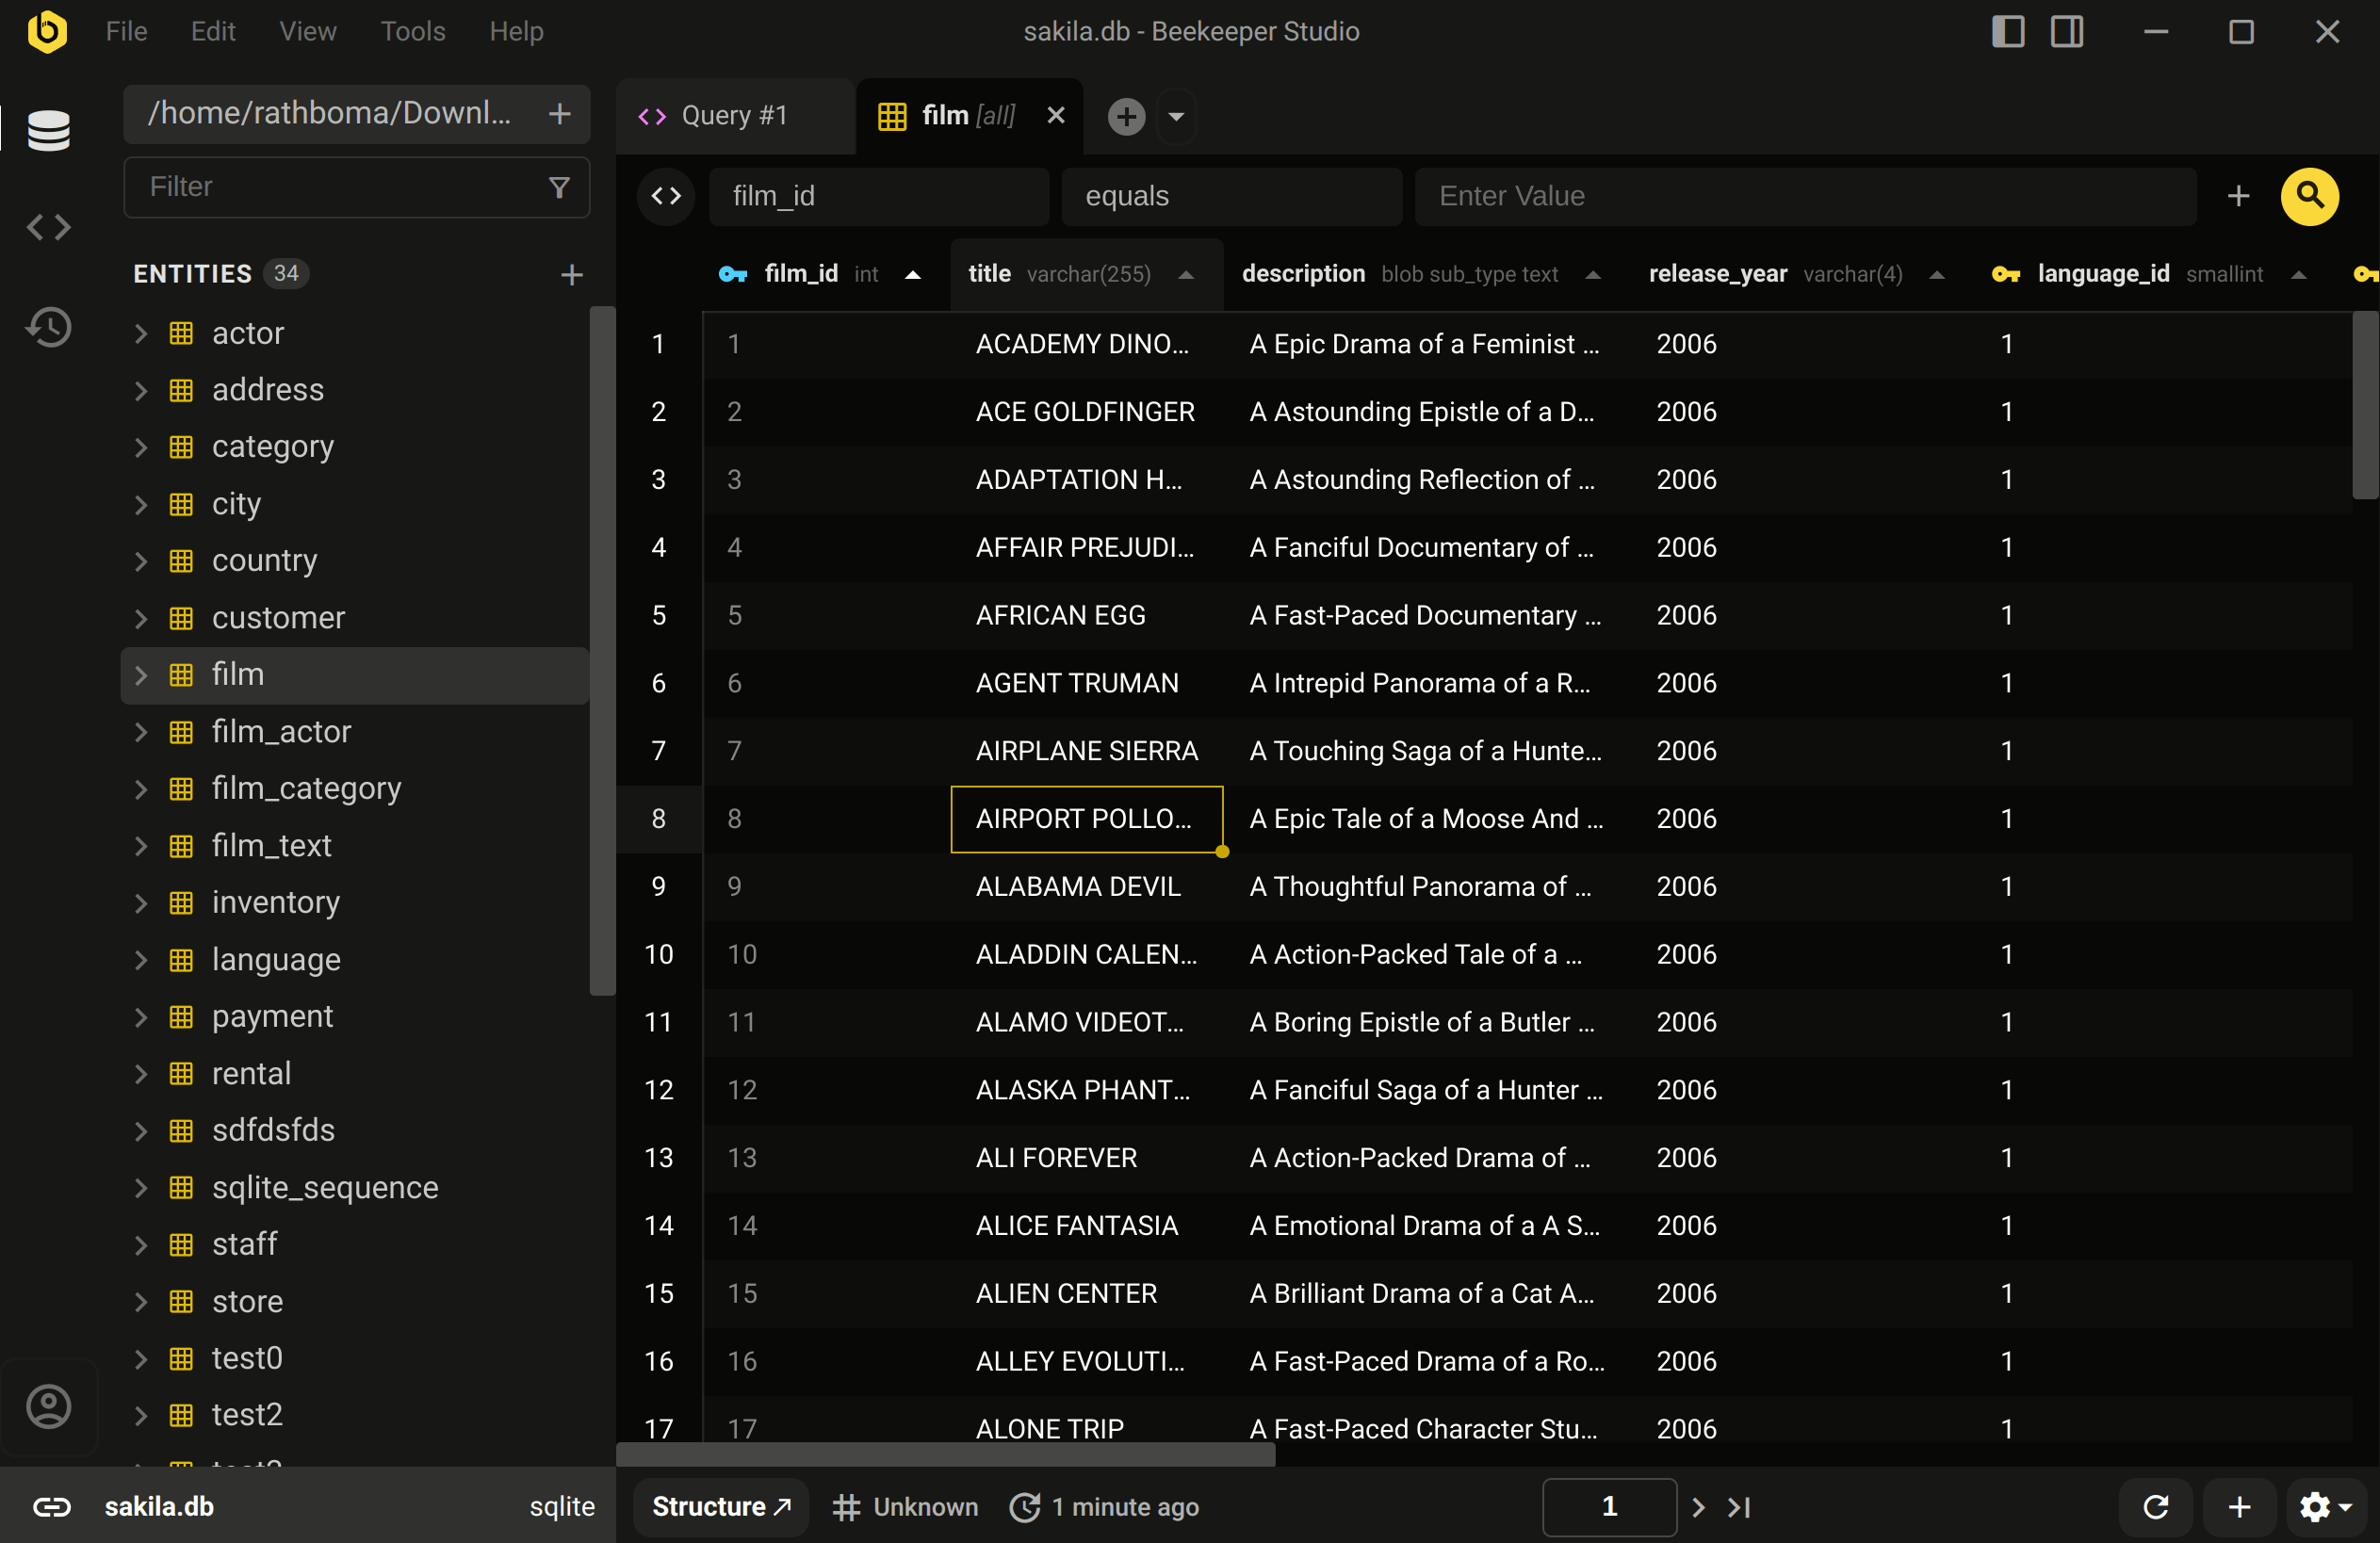 File Edit View Tools Help
sakila.db - Beekeeper Studio
/home/rathboma/Downl...
Filter
ENTITIES 34
actor
address
category
city
country
customer
film
film_actor
film_category
film_text
inventory
language
payment
rental
sdfdsfds
sqlite_sequence
staff
store
test0
test2
sakila.db sqlite
Query #1 film [all]
film_id equals Enter Value
film_id int title varchar(255) description blob sub_type text release_year varchar(4) language_id smallint
1 1 ACADEMY DINO... A Epic Drama of a Feminist ... 2006 1
2 2 ACE GOLDFINGER A Astounding Epistle of a D... 2006 1
3 3 ADAPTATION H... A Astounding Reflection of ... 2006 1
4 4 AFFAIR PREJUDI... A Fanciful Documentary of ... 2006 1
5 5 AFRICAN EGG A Fast-Paced Documentary ... 2006 1
6 6 AGENT TRUMAN A Intrepid Panorama of a R... 2006 1
7 7 AIRPLANE SIERRA A Touching Saga of a Hunte... 2006 1
8 8 AIRPORT POLLO... A Epic Tale of a Moose And ... 2006 1
9 9 ALABAMA DEVIL A Thoughtful Panorama of ... 2006 1
10 10 ALADDIN CALEN... A Action-Packed Tale of a ... 2006 1
11 11 ALAMO VIDEOT... A Boring Epistle of a Butler ... 2006 1
12 12 ALASKA PHANT... A Fanciful Saga of a Hunter ... 2006 1
13 13 ALI FOREVER A Action-Packed Drama of ... 2006 1
14 14 ALICE FANTASIA A Emotional Drama of a A S... 2006 1
15 15 ALIEN CENTER A Brilliant Drama of a Cat A... 2006 1
16 16 ALLEY EVOLUTI... A Fast-Paced Drama of a Ro... 2006 1
17 17 ALONE TRIP A Fast-Paced Character Stu... 2006 1
Structure Unknown 1 minute ago 1